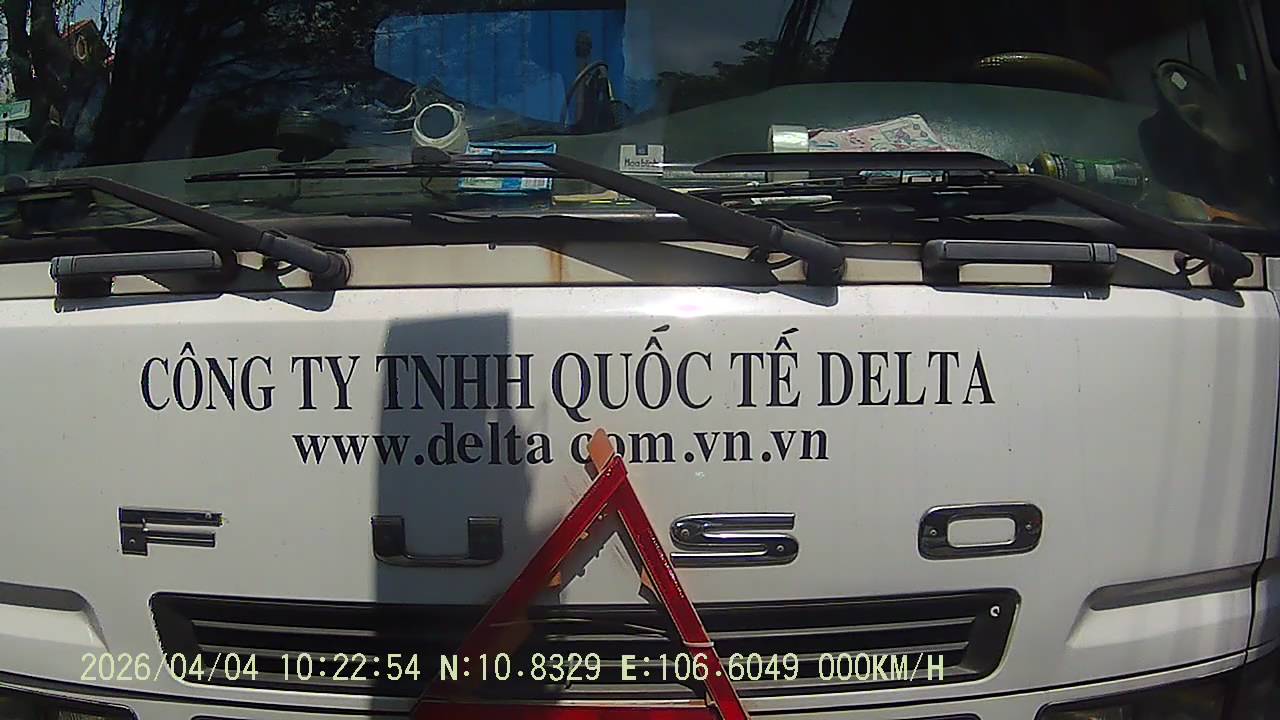 Hoabinh
CÔNG TY TNHH QUỐC TẾ DELTA
www.delta com.vn.vn
FUSO
2026/04/04 10:22:54 N:10.8329 E:106.6049 000KM/H